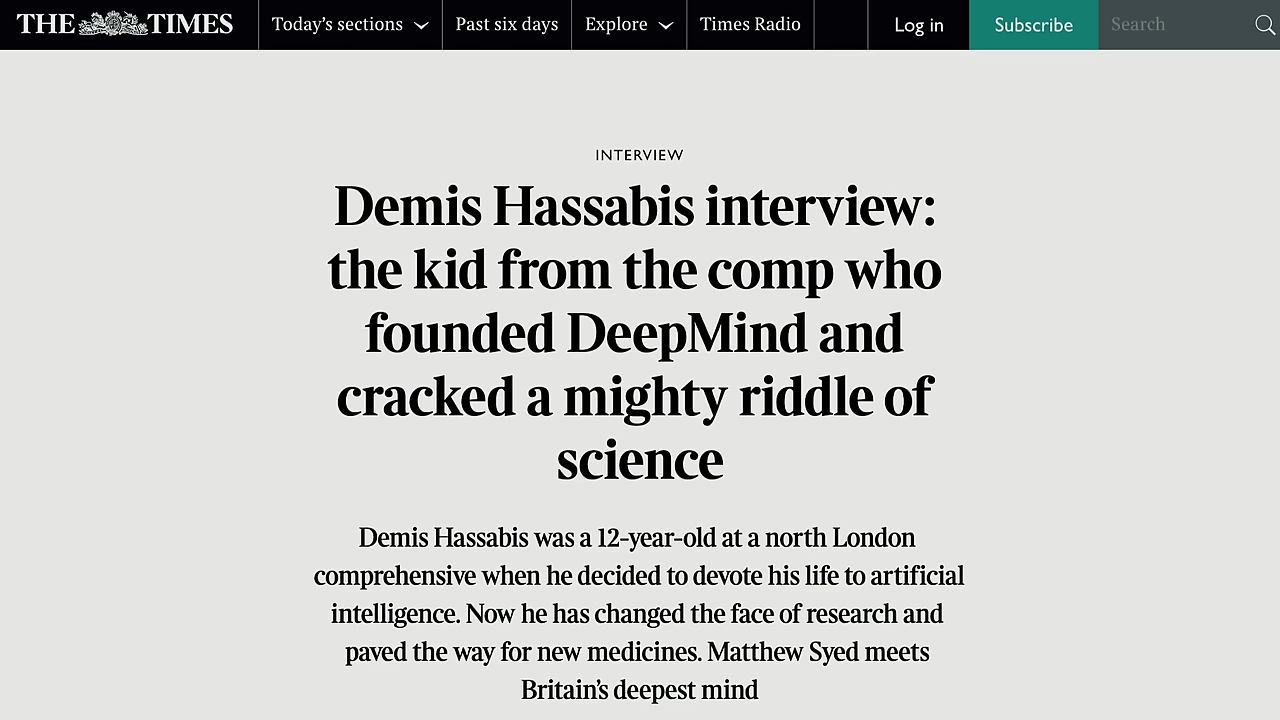 THE TIMES Today's sections Past six days Explore Times Radio Log in Subscribe Search
INTERVIEW
Demis Hassabis interview:
the kid from the comp who
founded DeepMind and
cracked a mighty riddle of
science
Demis Hassabis was a 12-year-old at a north London
comprehensive when he decided to devote his life to artificial
intelligence. Now he has changed the face of research and
paved the way for new medicines. Matthew Syed meets
Britain's deepest mind